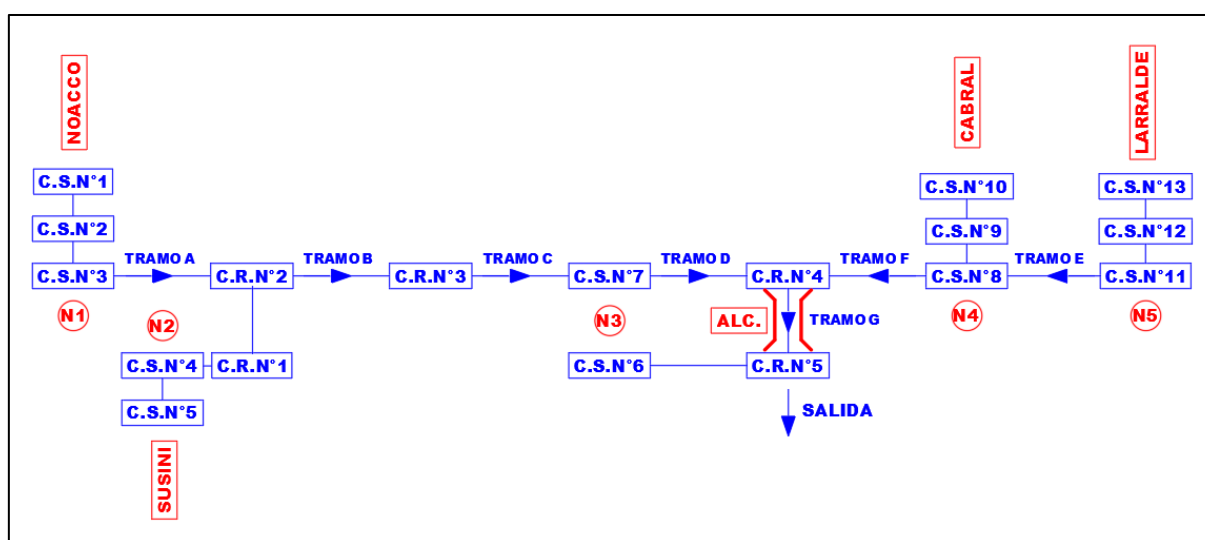 NOACCO
CABRAL
LARRALDE
C.S.N°1
C.S.N°10
C.S.N°13
C.S.N°2
C.S.N°9
C.S.N°12
TRAMO A
TRAMO B
TRAMO C
TRAMO D
TRAMO F
TRAMO E
C.S.N°3
C.R.N°2
C.R.N°3
C.S.N°7
C.R.N°4
C.S.N°8
C.S.N°11
N1
N2
N3
ALC.
TRAMO G
N4
N5
C.S.N°4
C.R.N°1
C.S.N°6
C.R.N°5
C.S.N°5
SALIDA
SUSINI